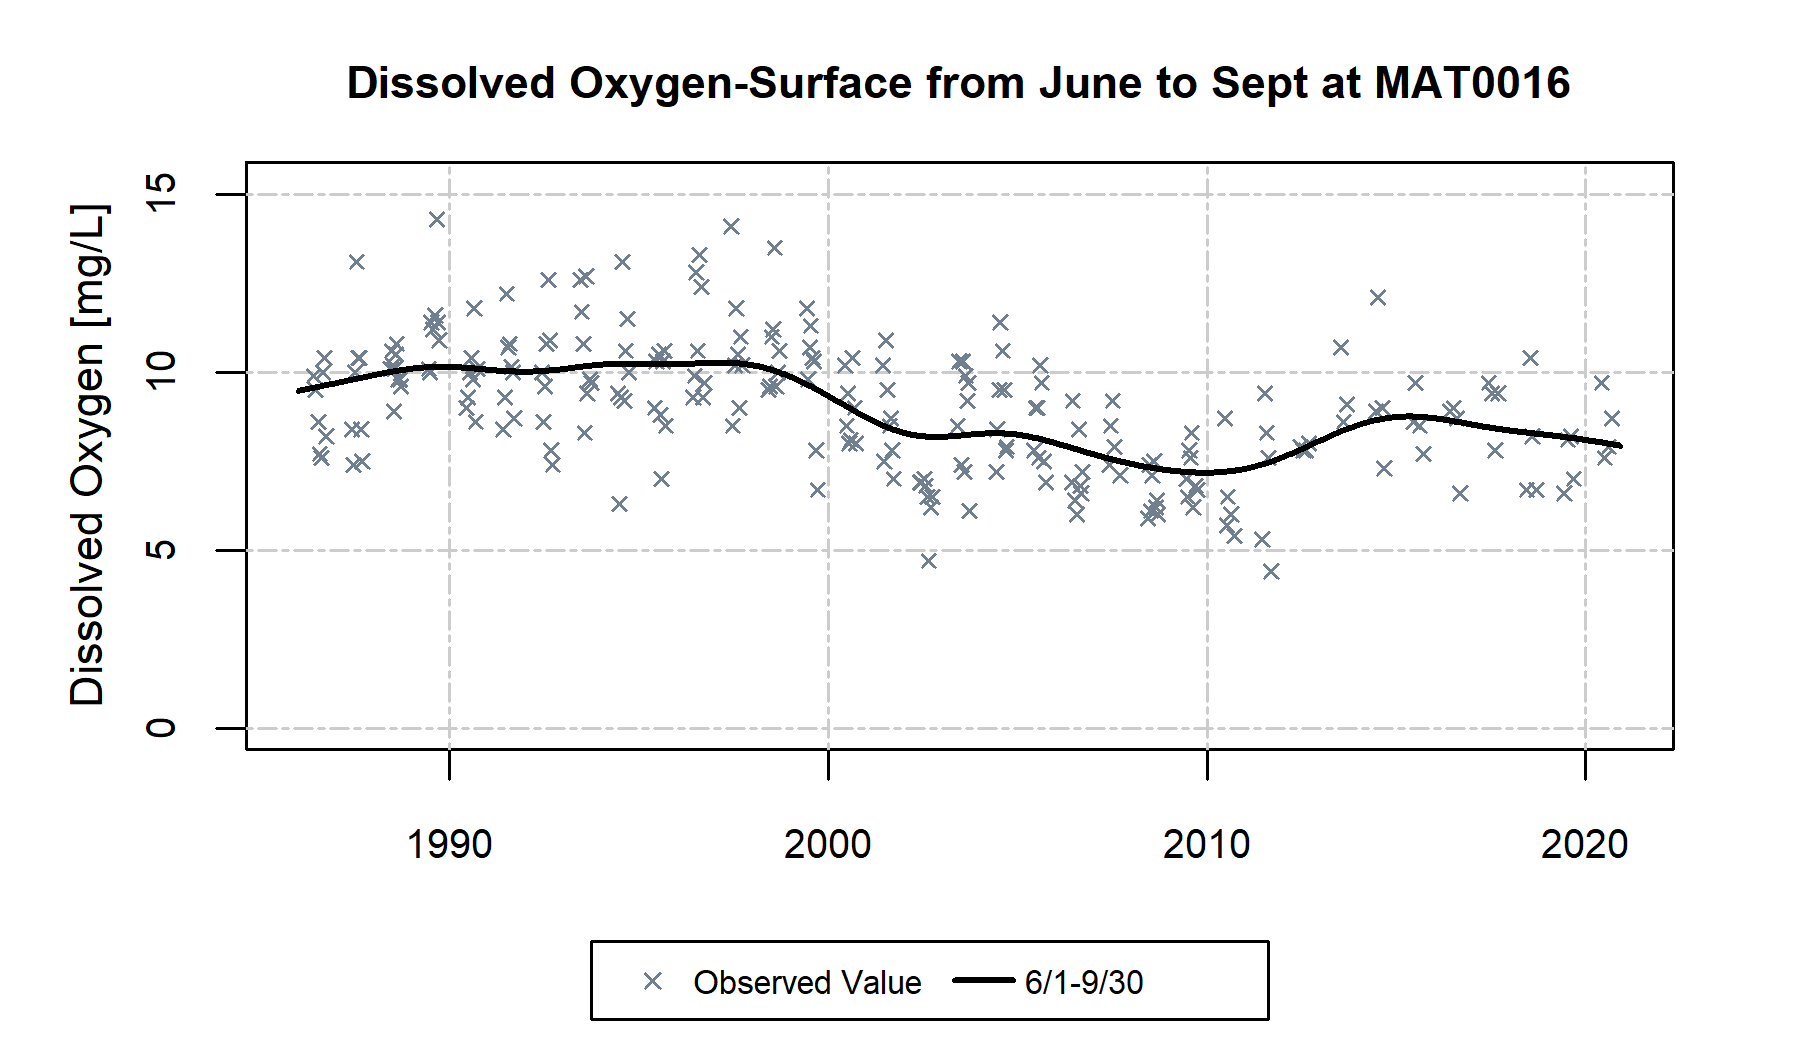 Dissolved Oxygen-Surface from June to Sept at MAT0016
Dissolved Oxygen [mg/L]
15
10
5
0
1990 2000 2010 2020
Observed Value 6/1-9/30